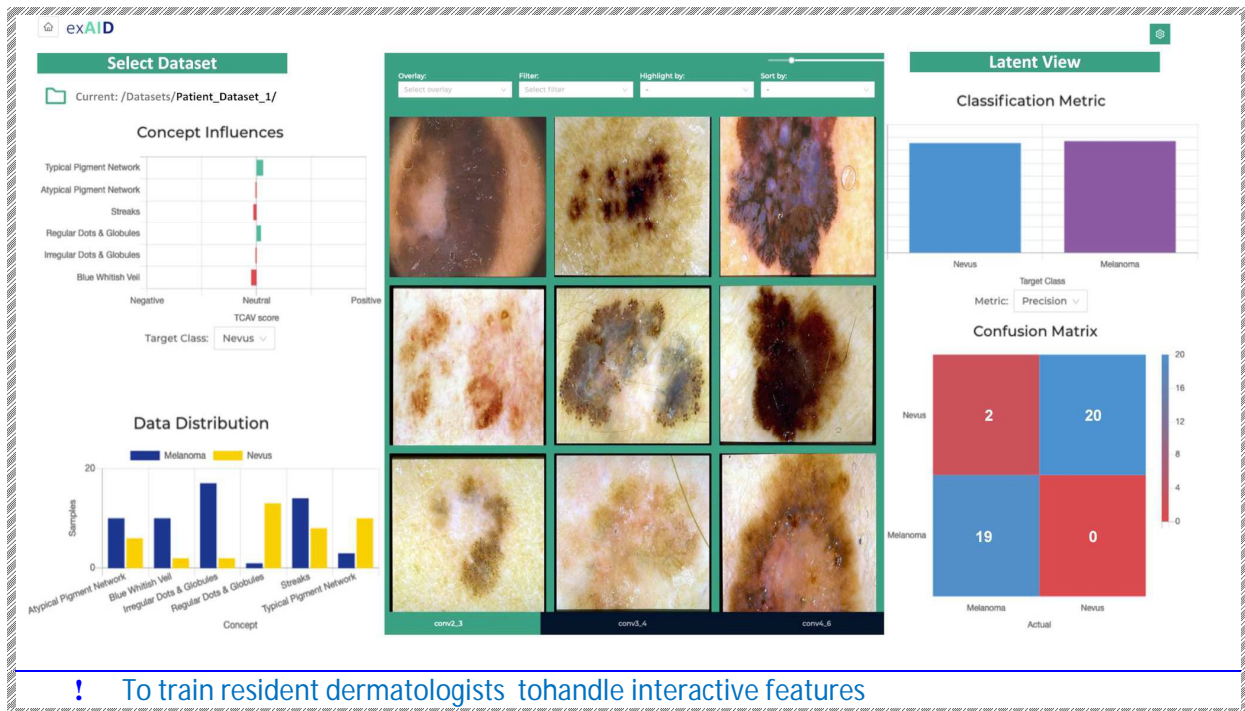 exAID
Select Dataset
Current: /Datasets/Patient_Dataset_1/
Concept Influences
Typical Pigment Network
Atypical Pigment Network
Streaks
Regular Dots & Globules
Irregular Dots & Globules
Blue Whitish Veil
Negative Neutral Positive
TCAV score
Target Class: Nevus
Data Distribution
Melanoma Nevus
20
Samples
0
Atypical Pigment Network
Blue Whitish Veil
Irregular Dots & Globules
Regular Dots & Globules
Streaks
Typical Pigment Network
Concept
Overlay: Filter: Highlight by: Sort by:
Select overlay Select filter - -
conv2_3 conv3_4 conv4_6
Latent View
Classification Metric
Nevus Melanoma
Target Class
Metric: Precision
Confusion Matrix
Nevus 2 20
Melanoma 19 0
Melanoma Nevus
Actual
20
16
12
8
4
0
! To train resident dermatologists tohandle interactive features